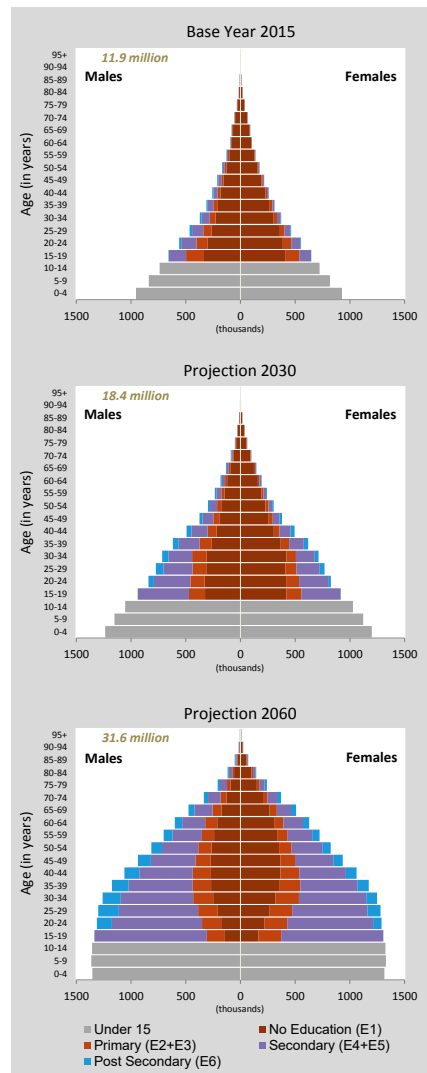 Base Year 2015
11.9 million
Males
Females
Age (in years)
95+
90-94
85-89
80-84
75-79
70-74
65-69
60-64
55-59
50-54
45-49
40-44
35-39
30-34
25-29
20-24
15-19
10-14
5-9
0-4
1500 1000 500 0 500 1000 1500
(thousands)
Projection 2030
18.4 million
Males
Females
Age (in years)
95+
90-94
85-89
80-84
75-79
70-74
65-69
60-64
55-59
50-54
45-49
40-44
35-39
30-34
25-29
20-24
15-19
10-14
5-9
0-4
1500 1000 500 0 500 1000 1500
(thousands)
Projection 2060
31.6 million
Males
Females
Age (in years)
95+
90-94
85-89
80-84
75-79
70-74
65-69
60-64
55-59
50-54
45-49
40-44
35-39
30-34
25-29
20-24
15-19
10-14
5-9
0-4
1500 1000 500 0 500 1000 1500
(thousands)
Under 15
No Education (E1)
Primary (E2+E3)
Secondary (E4+E5)
Post Secondary (E6)